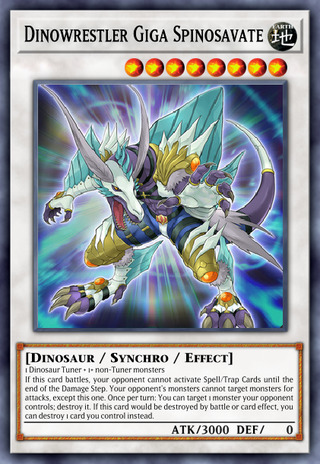 Dinowrestler Giga Spinosavate
EARTH
地
[Dinosaur / Synchro / Effect]
1 Dinosaur Tuner + 1+ non-Tuner monsters
If this card battles, your opponent cannot activate Spell/Trap Cards until the
end of the Damage Step. Your opponent's monsters cannot target monsters for
attacks, except this one. Once per turn: You can target 1 monster your opponent
controls; destroy it. If this card would be destroyed by battle or card effect, you
can destroy 1 card you control instead.
ATK/3000 DEF/ 0